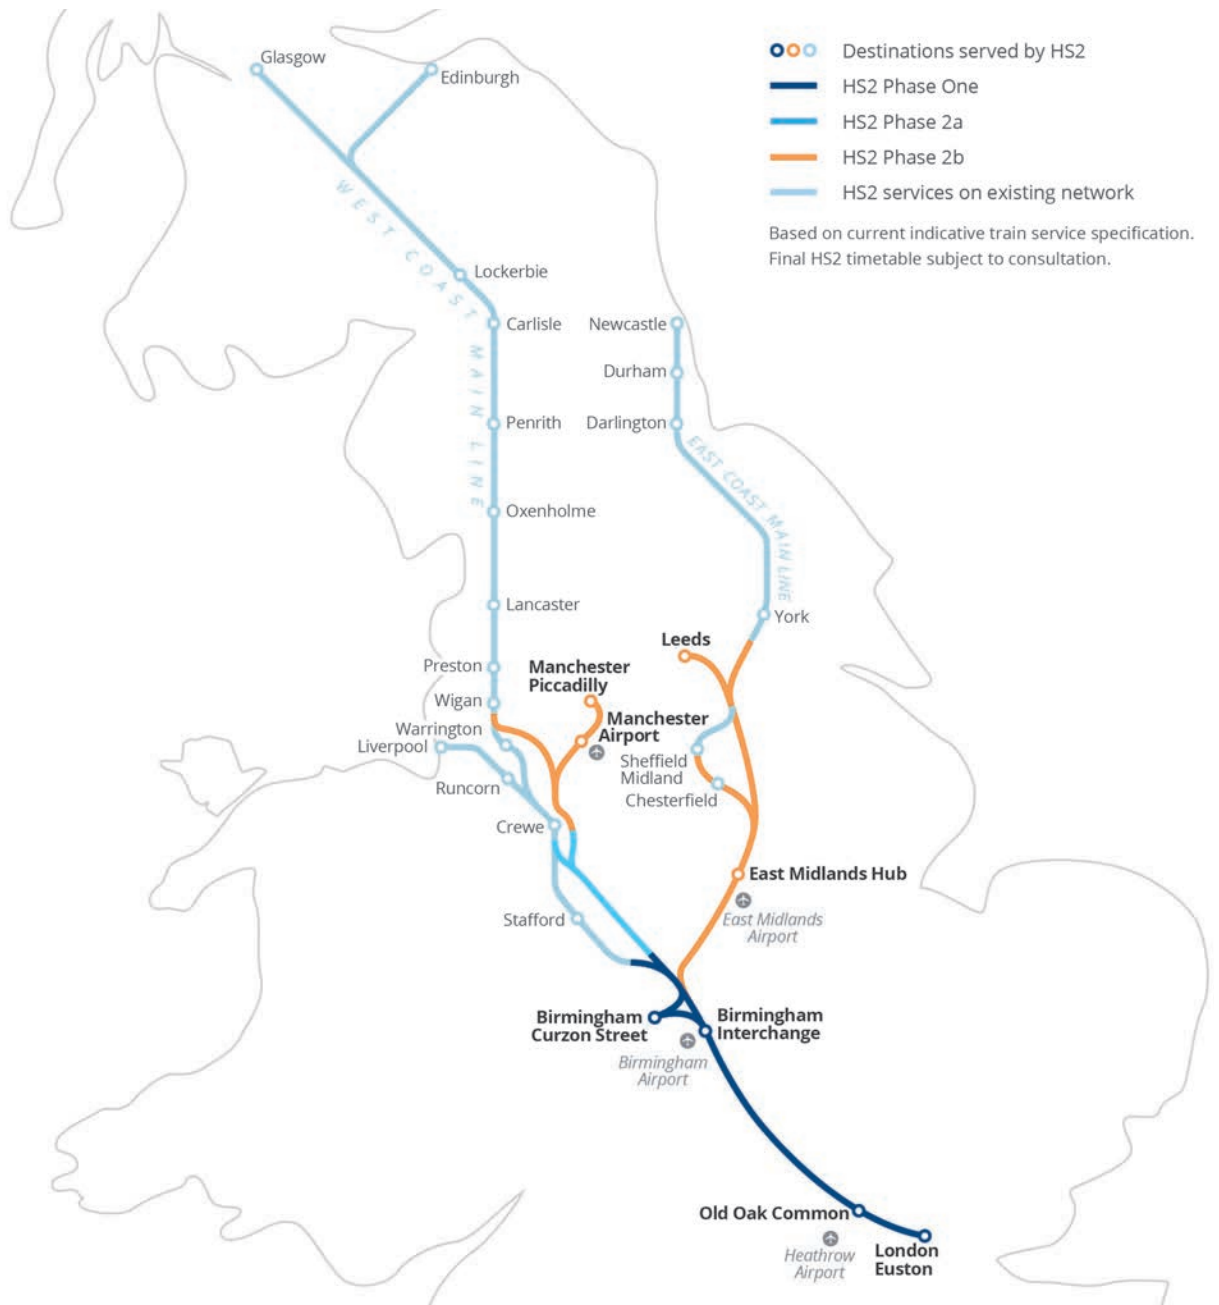 Destinations served by HS2
HS2 Phase One
HS2 Phase 2a
HS2 Phase 2b
HS2 services on existing network
Based on current indicative train service specification.
Final HS2 timetable subject to consultation.
Glasgow
Edinburgh
WEST COAST MAIN LINE
Lockerbie
Carlisle
Newcastle
Durham
Penrith
Darlington
EAST COAST MAIN LINE
Oxenholme
Lancaster
York
Leeds
Preston
Manchester
Piccadilly
Wigan
Manchester
Airport
Warrington
Liverpool
Sheffield
Midland
Runcorn
Chesterfield
Crewe
East Midlands Hub
Stafford
East Midlands
Airport
Birmingham
Curzon Street
Birmingham
Interchange
Birmingham
Airport
Old Oak Common
London
Euston
Heathrow
Airport